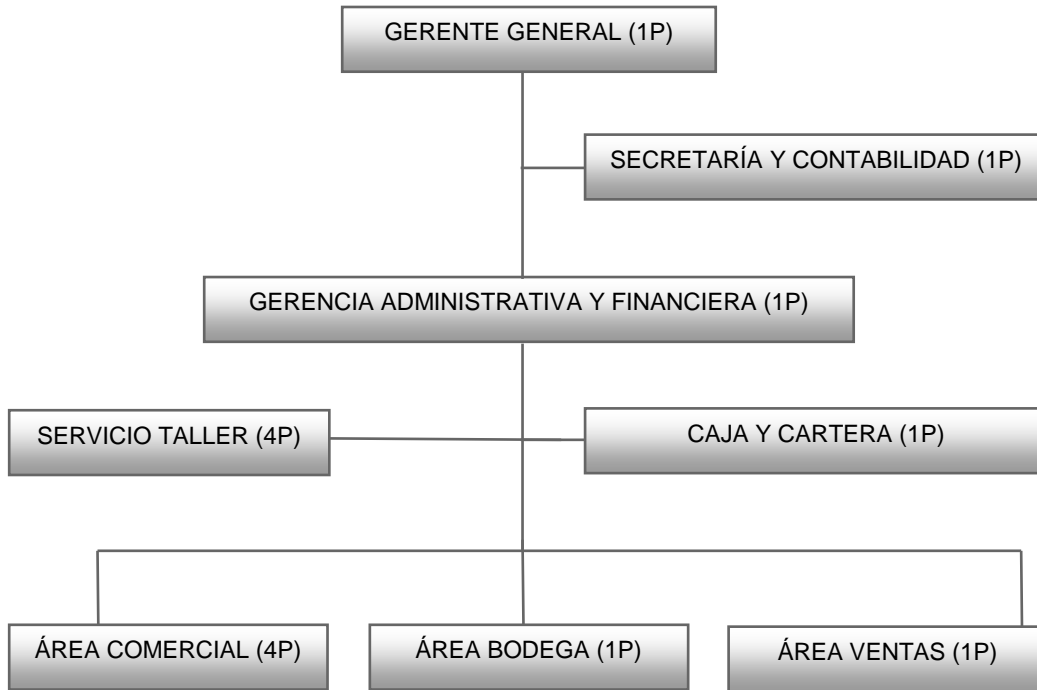 GERENTE GENERAL (1P)
SECRETARÍA Y CONTABILIDAD (1P)
GERENCIA ADMINISTRATIVA Y FINANCIERA (1P)
SERVICIO TALLER (4P)
CAJA Y CARTERA (1P)
ÁREA COMERCIAL (4P)
ÁREA BODEGA (1P)
ÁREA VENTAS (1P)